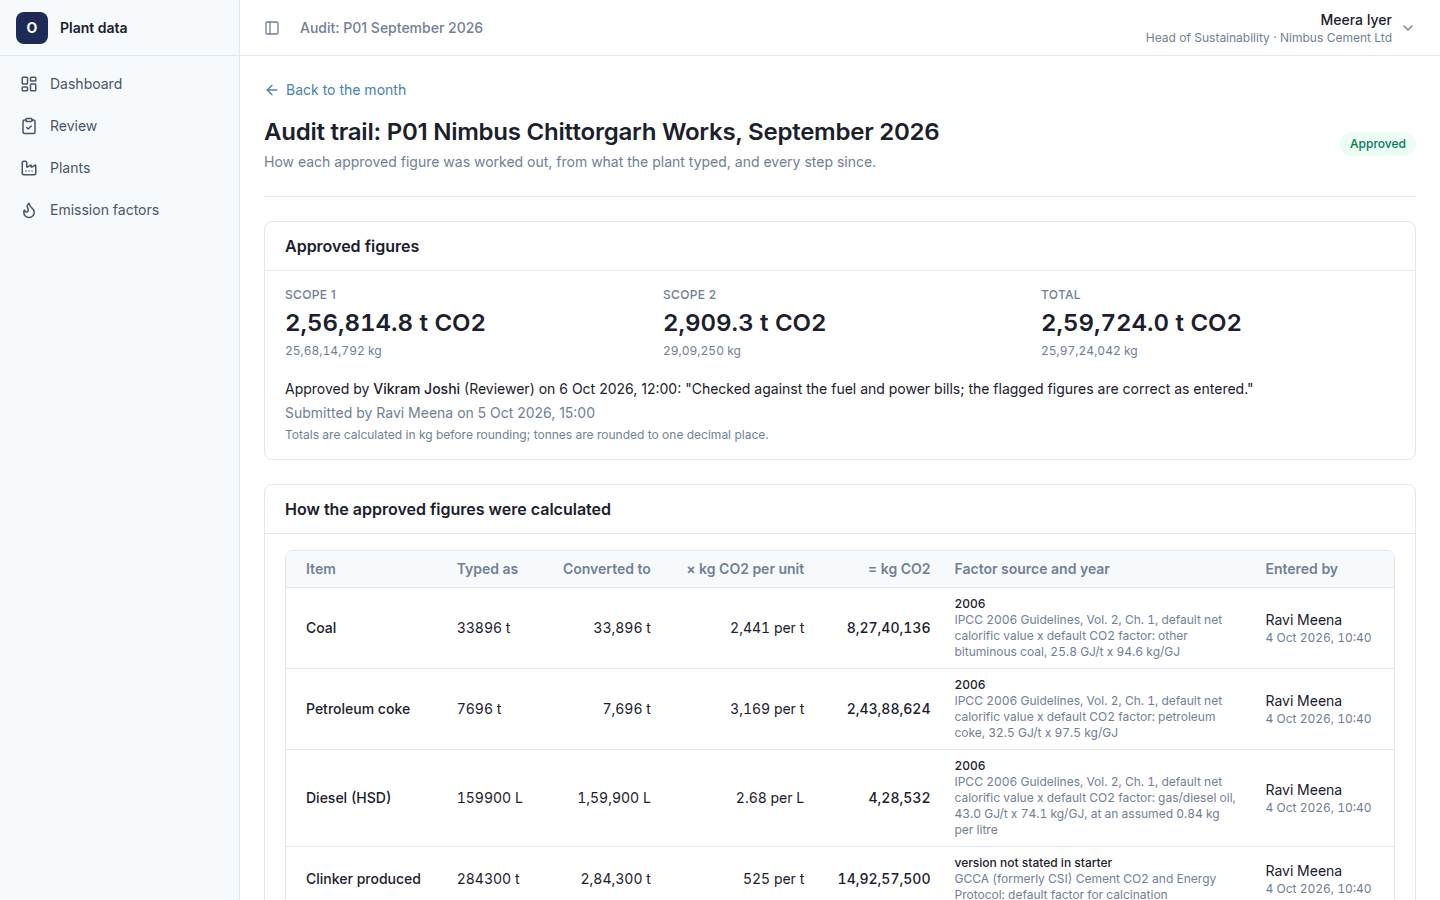 O Plant data
Audit: P01 September 2026
Meera Iyer
Head of Sustainability · Nimbus Cement Ltd
Dashboard
Review
Plants
Emission factors
Back to the month
Audit trail: P01 Nimbus Chittorgarh Works, September 2026
How each approved figure was worked out, from what the plant typed, and every step since.
Approved
Approved figures
SCOPE 1 SCOPE 2 TOTAL
2,56,814.8 t CO2 2,909.3 t CO2 2,59,724.0 t CO2
25,68,14,792 kg 29,09,250 kg 25,97,24,042 kg
Approved by Vikram Joshi (Reviewer) on 6 Oct 2026, 12:00: "Checked against the fuel and power bills; the flagged figures are correct as entered."
Submitted by Ravi Meena on 5 Oct 2026, 15:00
Totals are calculated in kg before rounding; tonnes are rounded to one decimal place.
How the approved figures were calculated
Item Typed as Converted to × kg CO2 per unit = kg CO2 Factor source and year Entered by
Coal 33896 t 33,896 t 2,441 per t 8,27,40,136
2006
IPCC 2006 Guidelines, Vol. 2, Ch. 1, default net
calorific value x default CO2 factor: other
bituminous coal, 25.8 GJ/t x 94.6 kg/GJ
Ravi Meena
4 Oct 2026, 10:40
Petroleum coke 7696 t 7,696 t 3,169 per t 2,43,88,624
2006
IPCC 2006 Guidelines, Vol. 2, Ch. 1, default net
calorific value x default CO2 factor: petroleum
coke, 32.5 GJ/t x 97.5 kg/GJ
Ravi Meena
4 Oct 2026, 10:40
Diesel (HSD) 159900 L 1,59,900 L 2.68 per L 4,28,532
2006
IPCC 2006 Guidelines, Vol. 2, Ch. 1, default net
calorific value x default CO2 factor: gas/diesel oil,
43.0 GJ/t x 74.1 kg/GJ, at an assumed 0.84 kg
per litre
Ravi Meena
4 Oct 2026, 10:40
Clinker produced 284300 t 2,84,300 t 525 per t 14,92,57,500
version not stated in starter
GCCA (formerly CSI) Cement CO2 and Energy
Protocol: default factor for calcination
Ravi Meena
4 Oct 2026, 10:40